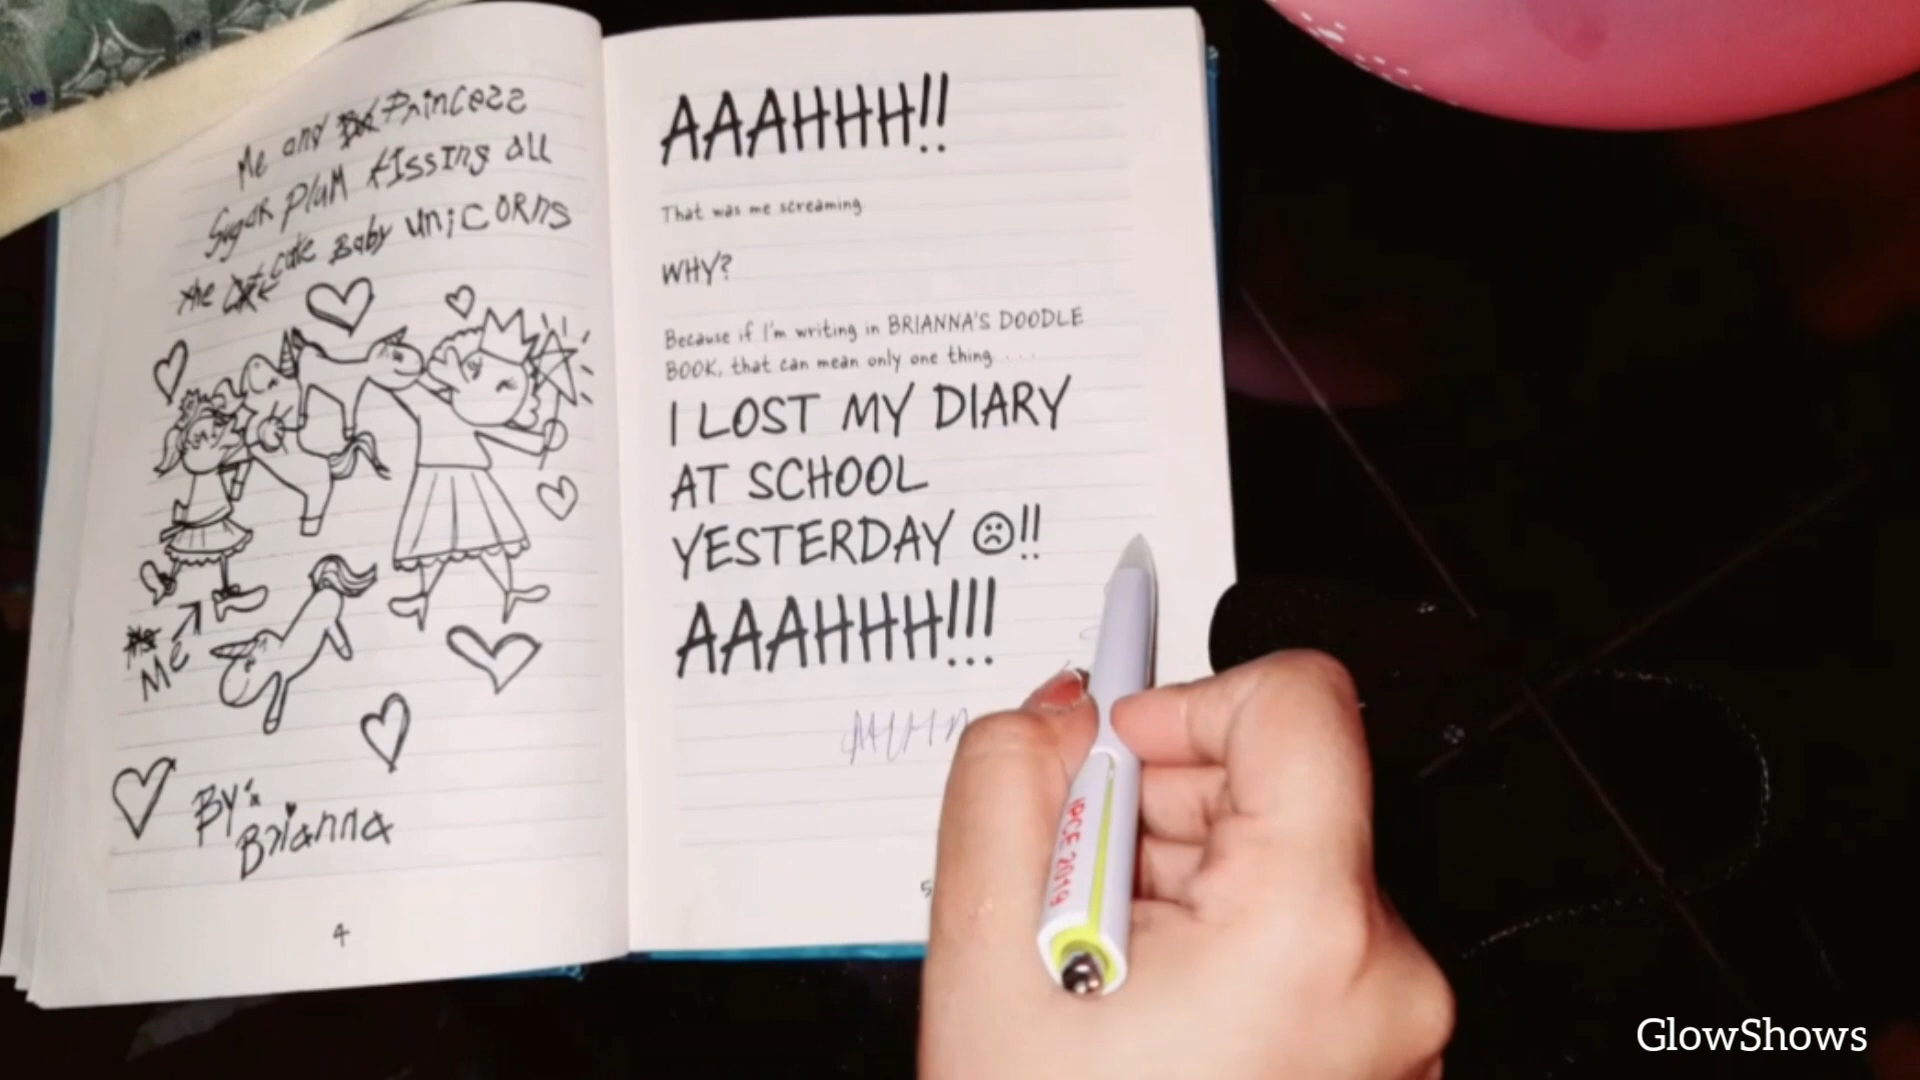 Me and Princess
Sugar Plum kissing all
the cute Baby unicorns
Me
By:
Brianna
4
AAAHHH!!
That was me screaming.
WHY?
Because if I'm writing in BRIANNA'S DOODLE
BOOK, that can mean only one thing . . .
I LOST MY DIARY
AT SCHOOL
YESTERDAY ☹!!
AAAHHH!!!
5
2019
GlowShows